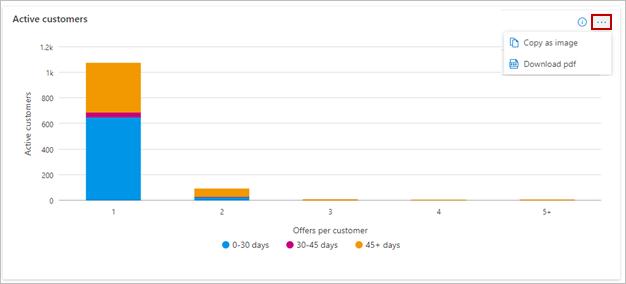 Active customers
Copy as image
Download pdf
1.2k
1k
800
600
400
200
0
Active customers
1 2 3 4 5+
Offers per customer
0-30 days 30-45 days 45+ days